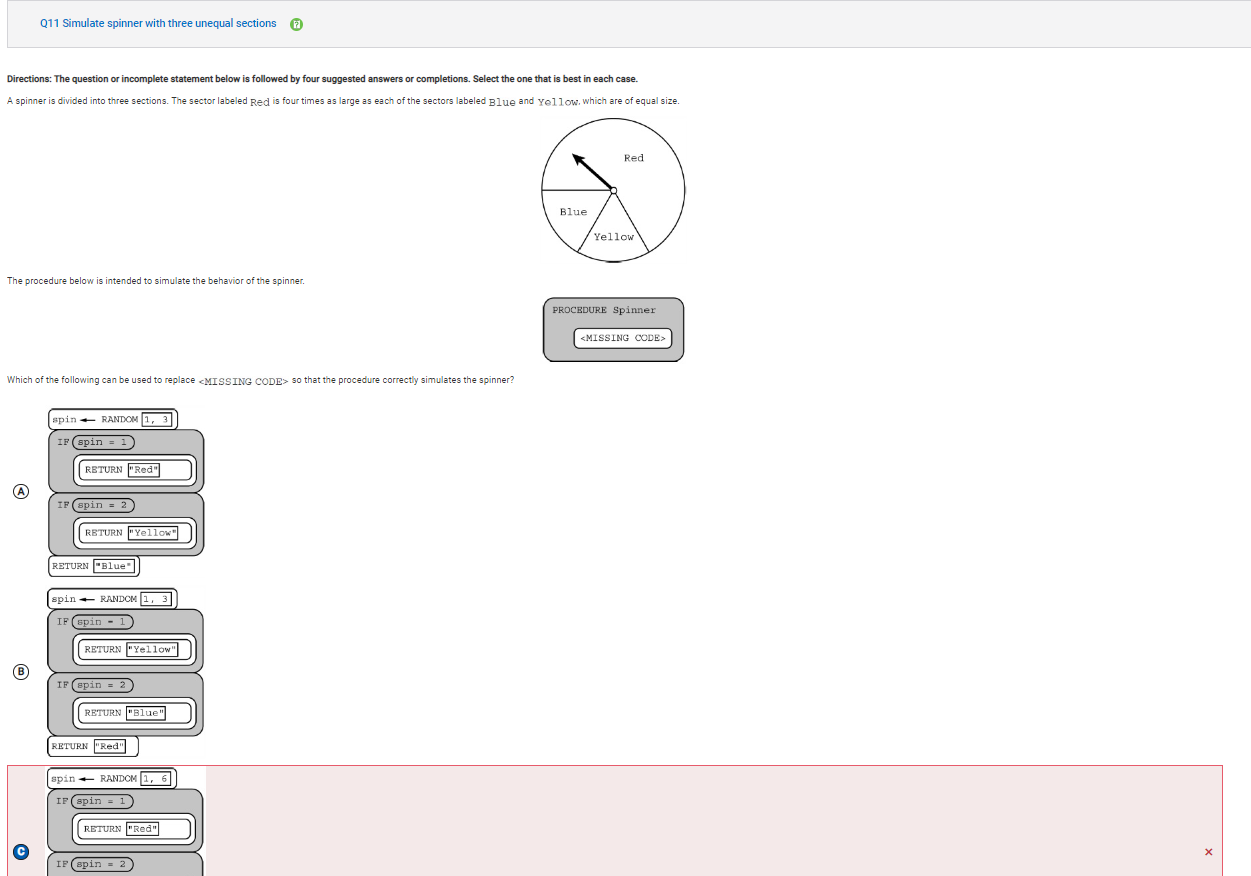 Q11 Simulate spinner with three unequal sections ?
Directions: The question or incomplete statement below is followed by four suggested answers or completions. Select the one that is best in each case.
A spinner is divided into three sections. The sector labeled Red is four times as large as each of the sectors labeled Blue and Yellow, which are of equal size.
Red
Blue
Yellow
The procedure below is intended to simulate the behavior of the spinner.
PROCEDURE Spinner
<MISSING CODE>
Which of the following can be used to replace <MISSING CODE> so that the procedure correctly simulates the spinner?
A
spin ← RANDOM 1, 3
IF spin = 1
RETURN "Red"
IF spin = 2
RETURN "Yellow"
RETURN "Blue"
B
spin ← RANDOM 1, 3
IF spin = 1
RETURN "Yellow"
IF spin = 2
RETURN "Blue"
RETURN "Red"
C
spin ← RANDOM 1, 6
IF spin = 1
RETURN "Red"
IF spin = 2